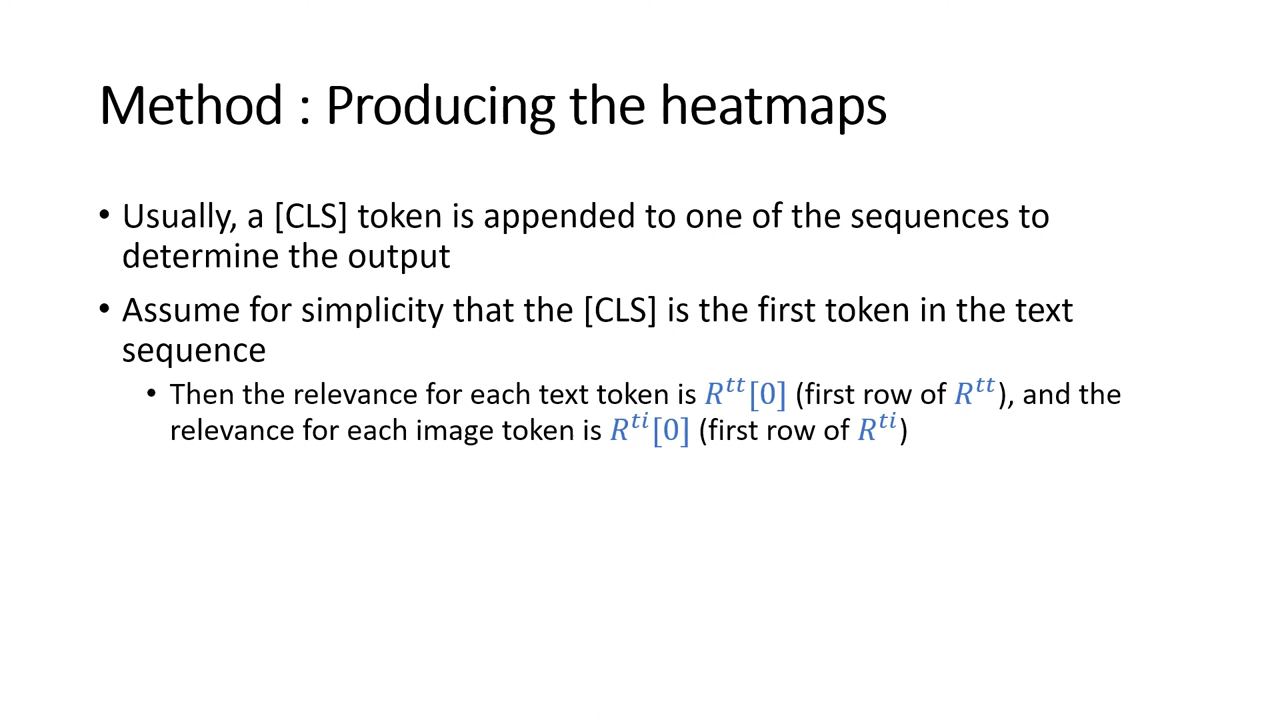 Method : Producing the heatmaps
• Usually, a [CLS] token is appended to one of the sequences to
determine the output
• Assume for simplicity that the [CLS] is the first token in the text
sequence
• Then the relevance for each text token is R^{tt}[0] (first row of R^{tt}), and the
relevance for each image token is R^{ti}[0] (first row of R^{ti})